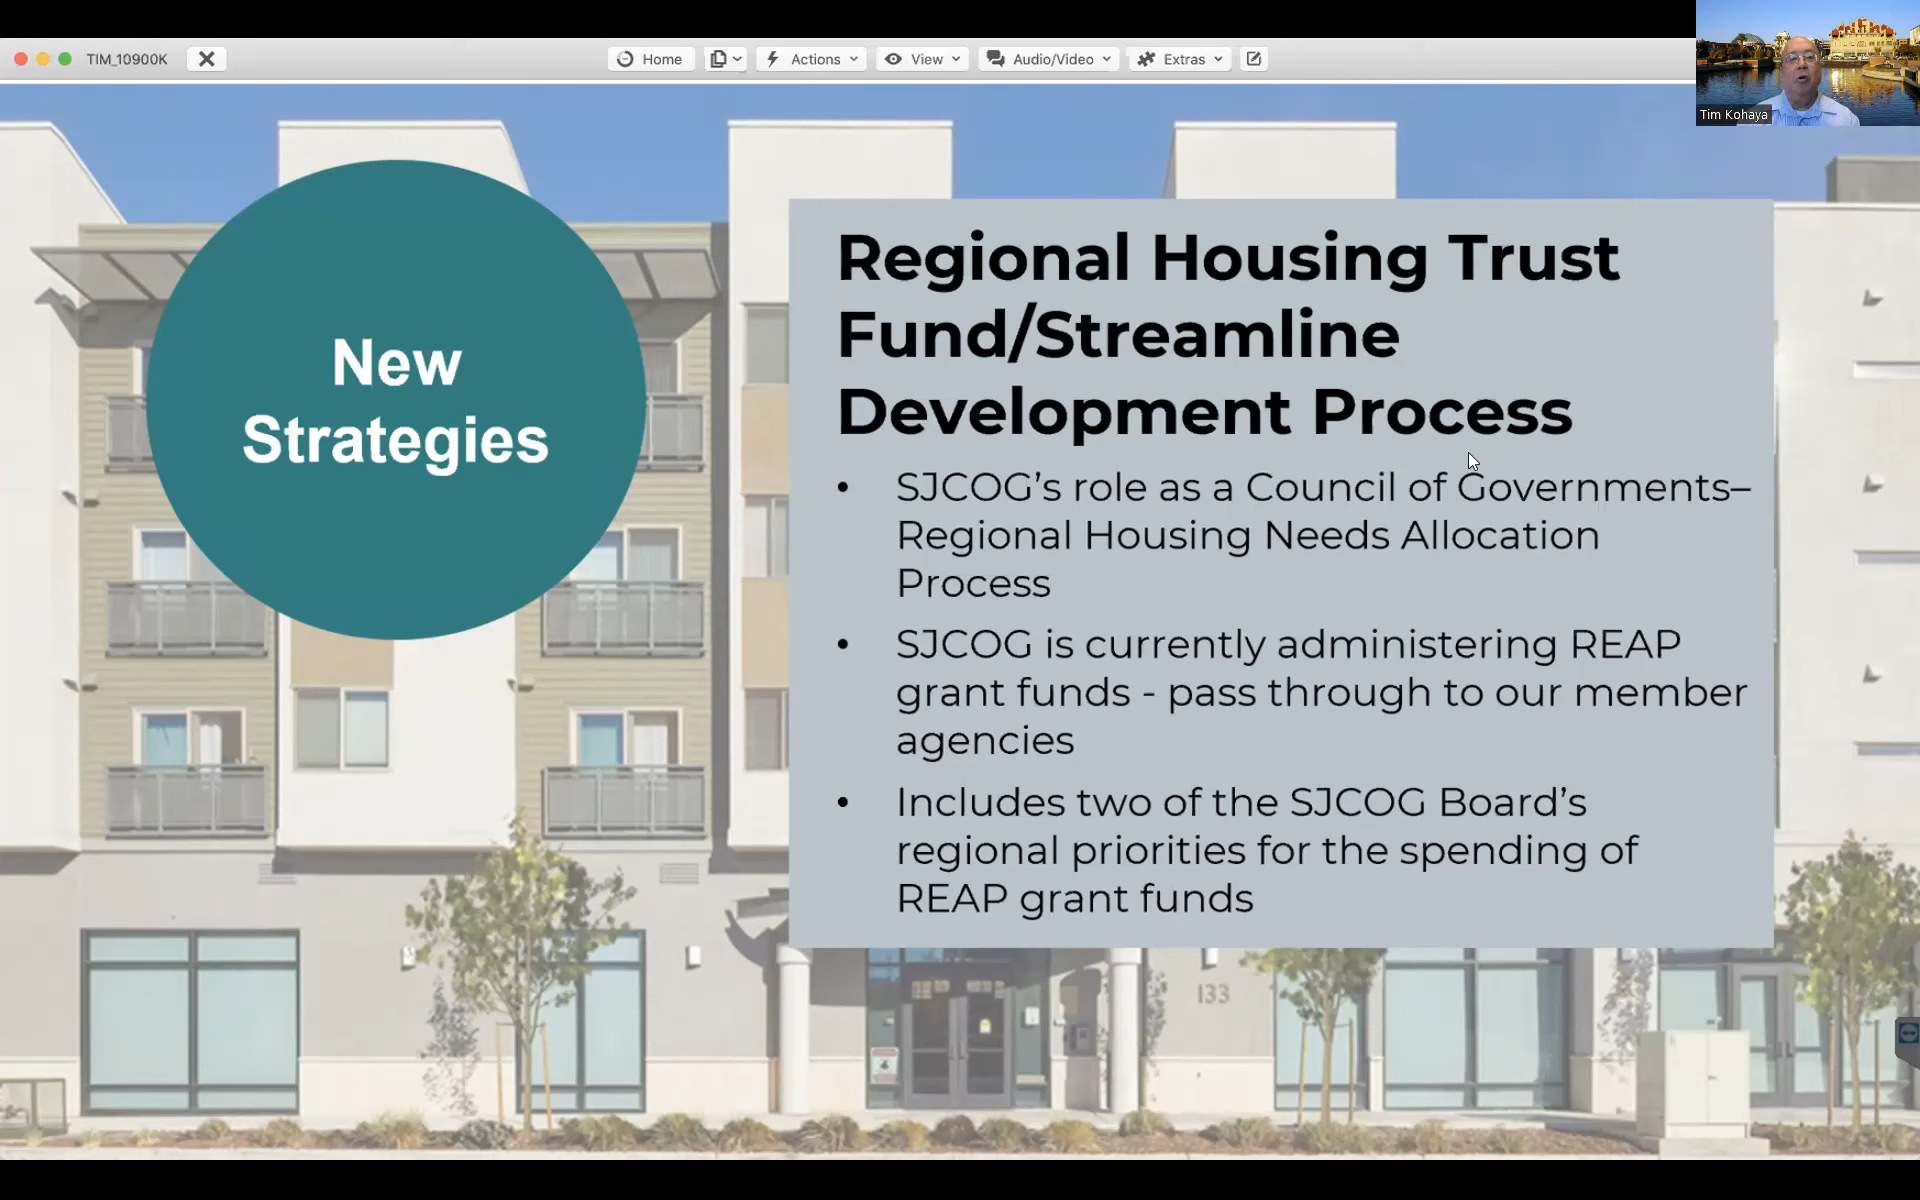 TIM_10900K
Home
Actions
View
Audio/Video
Extras
Tim Kohaya
New
Strategies
Regional Housing Trust
Fund/Streamline
Development Process
• SJCOG’s role as a Council of Governments–
Regional Housing Needs Allocation
Process
• SJCOG is currently administering REAP
grant funds - pass through to our member
agencies
• Includes two of the SJCOG Board’s
regional priorities for the spending of
REAP grant funds
133